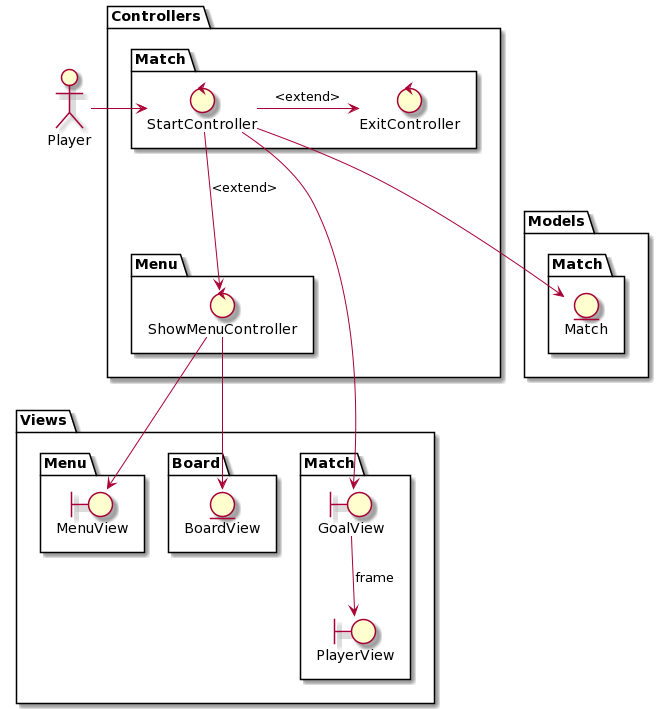 Controllers
Match
<extend>
StartController
ExitController
Player
<extend>
Models
Menu
Match
ShowMenuController
Match
Views
Menu
Board
Match
MenuView
BoardView
GoalView
frame
PlayerView